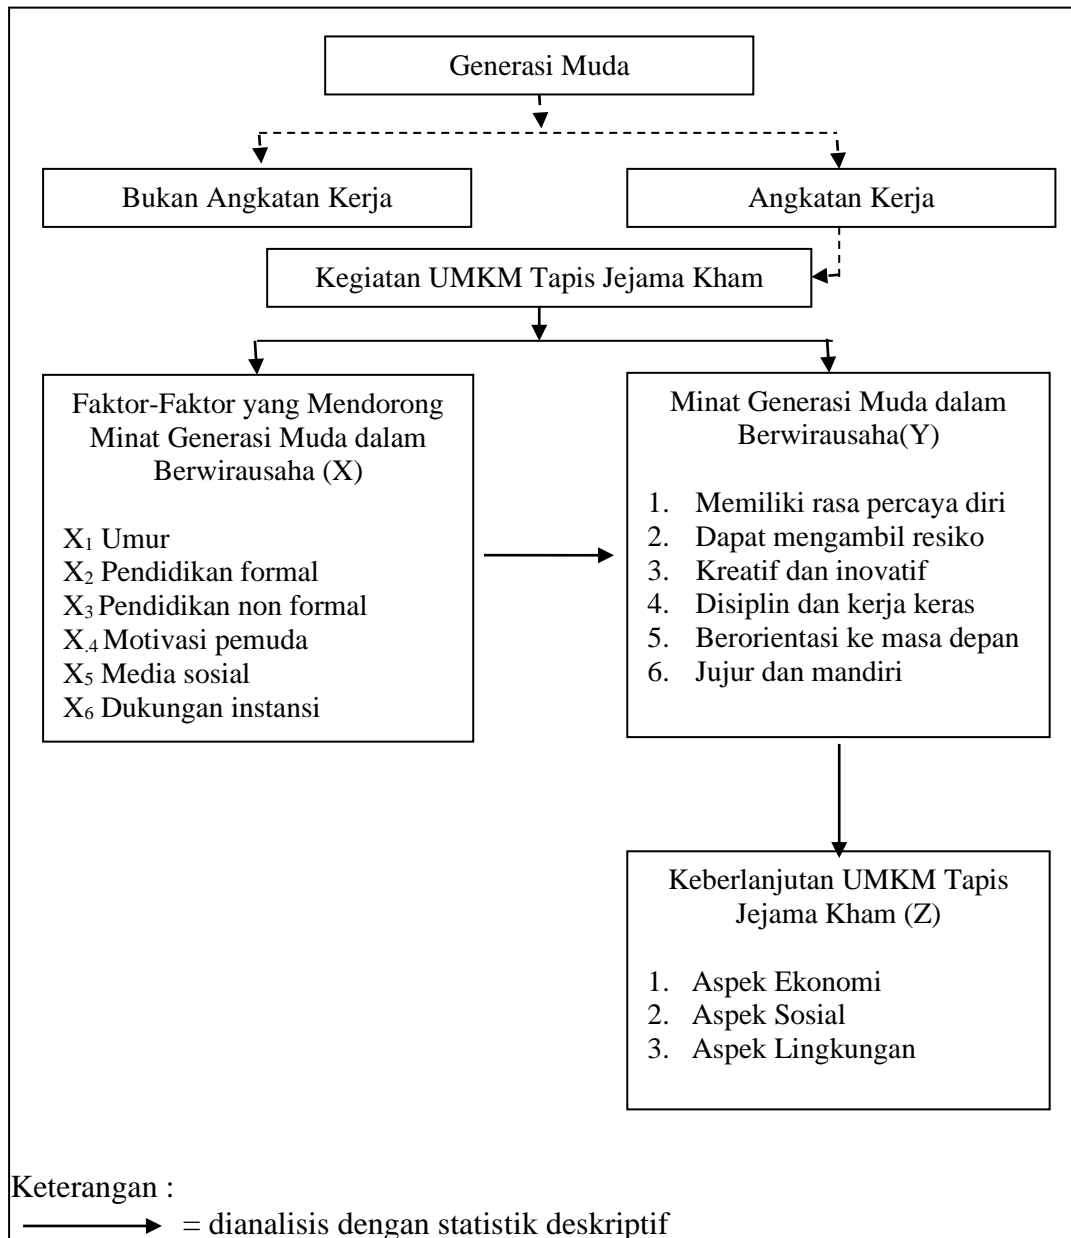 Generasi Muda
Bukan Angkatan Kerja
Angkatan Kerja
Kegiatan UMKM Tapis Jejama Kham
Faktor-Faktor yang Mendorong
Minat Generasi Muda dalam
Berwirausaha (X)
X₁ Umur
X₂ Pendidikan formal
X₃ Pendidikan non formal
X.₄ Motivasi pemuda
X₅ Media sosial
X₆ Dukungan instansi
Minat Generasi Muda dalam
Berwirausaha(Y)
1. Memiliki rasa percaya diri
2. Dapat mengambil resiko
3. Kreatif dan inovatif
4. Disiplin dan kerja keras
5. Berorientasi ke masa depan
6. Jujur dan mandiri
Keberlanjutan UMKM Tapis
Jejama Kham (Z)
1. Aspek Ekonomi
2. Aspek Sosial
3. Aspek Lingkungan
Keterangan :
= dianalisis dengan statistik deskriptif